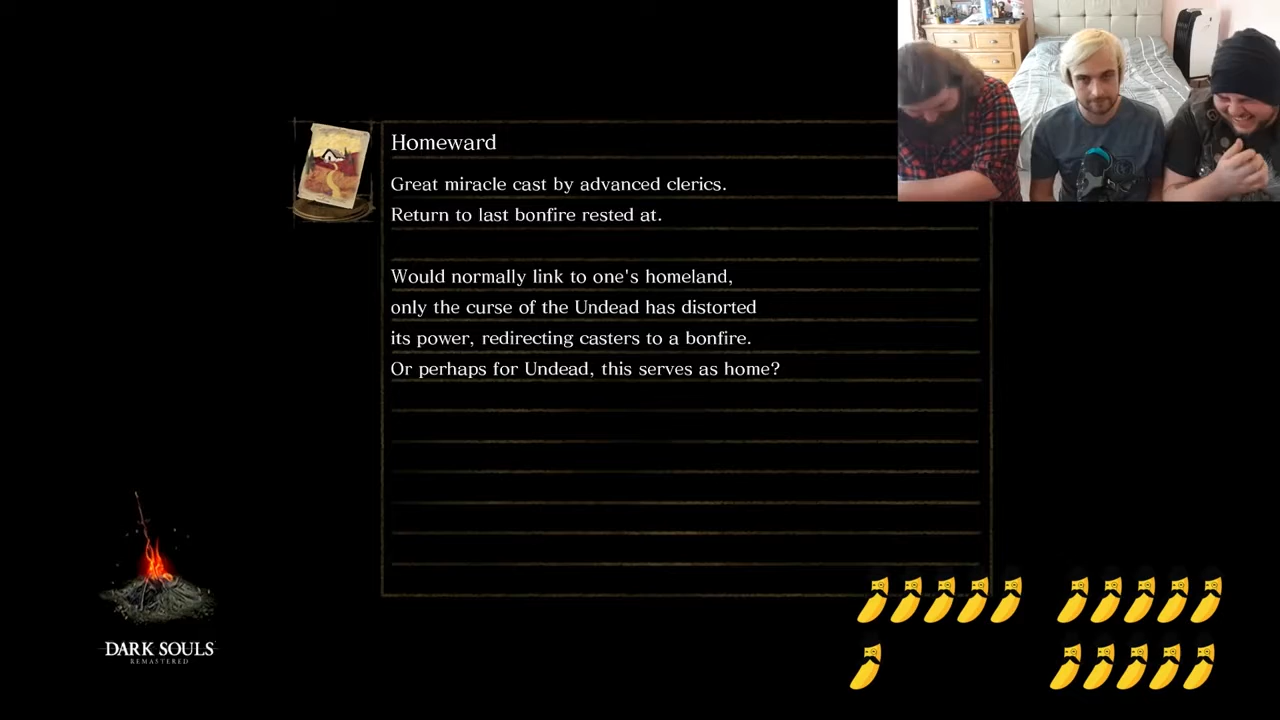 Homeward
Great miracle cast by advanced clerics.
Return to last bonfire rested at.
Would normally link to one's homeland,
only the curse of the Undead has distorted
its power, redirecting casters to a bonfire.
Or perhaps for Undead, this serves as home?
DARK SOULS
REMASTERED